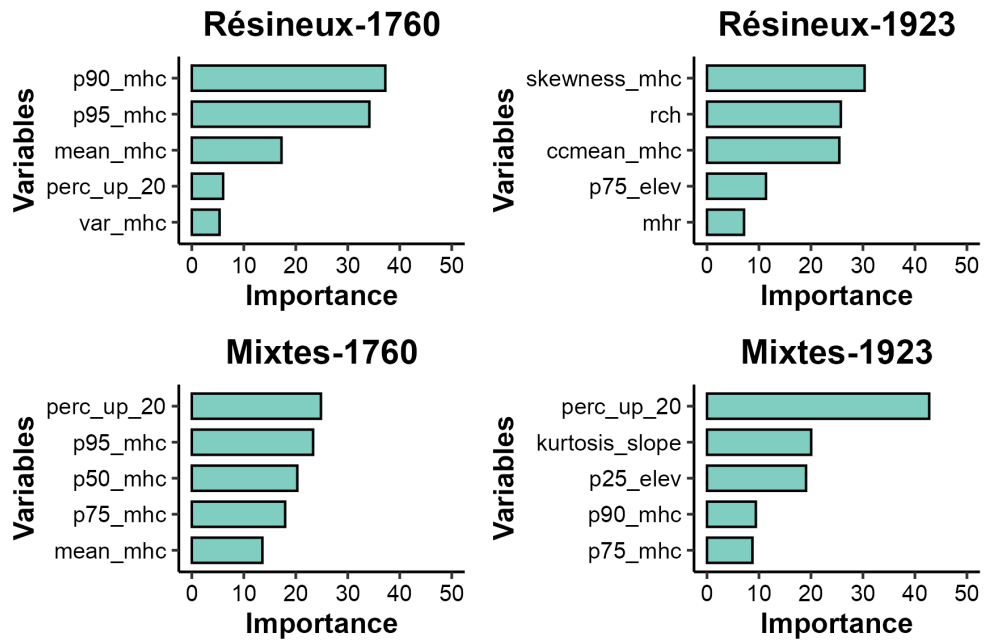 Résineux-1760
Variables
p90_mhc
p95_mhc
mean_mhc
perc_up_20
var_mhc
0 10 20 30 40 50
Importance
Résineux-1923
Variables
skewness_mhc
rch
ccmean_mhc
p75_elev
mhr
0 10 20 30 40 50
Importance
Mixtes-1760
Variables
perc_up_20
p95_mhc
p50_mhc
p75_mhc
mean_mhc
0 10 20 30 40 50
Importance
Mixtes-1923
Variables
perc_up_20
kurtosis_slope
p25_elev
p90_mhc
p75_mhc
0 10 20 30 40 50
Importance